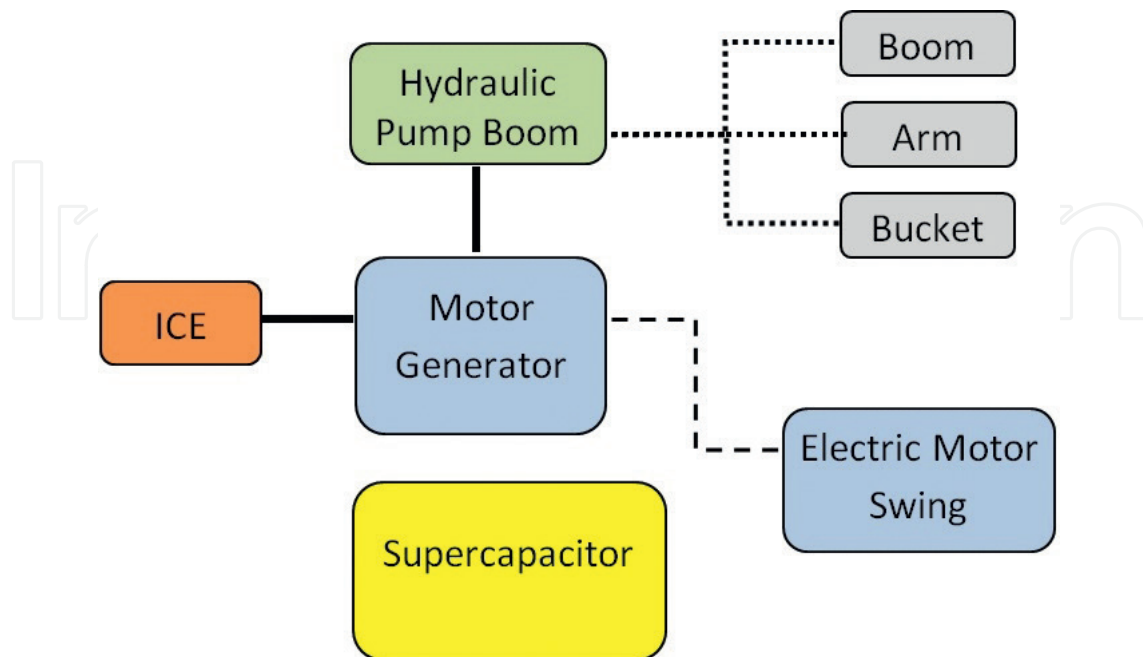 Hydraulic
Pump Boom
Boom
Arm
Bucket
ICE
Motor
Generator
Electric Motor
Swing
Supercapacitor